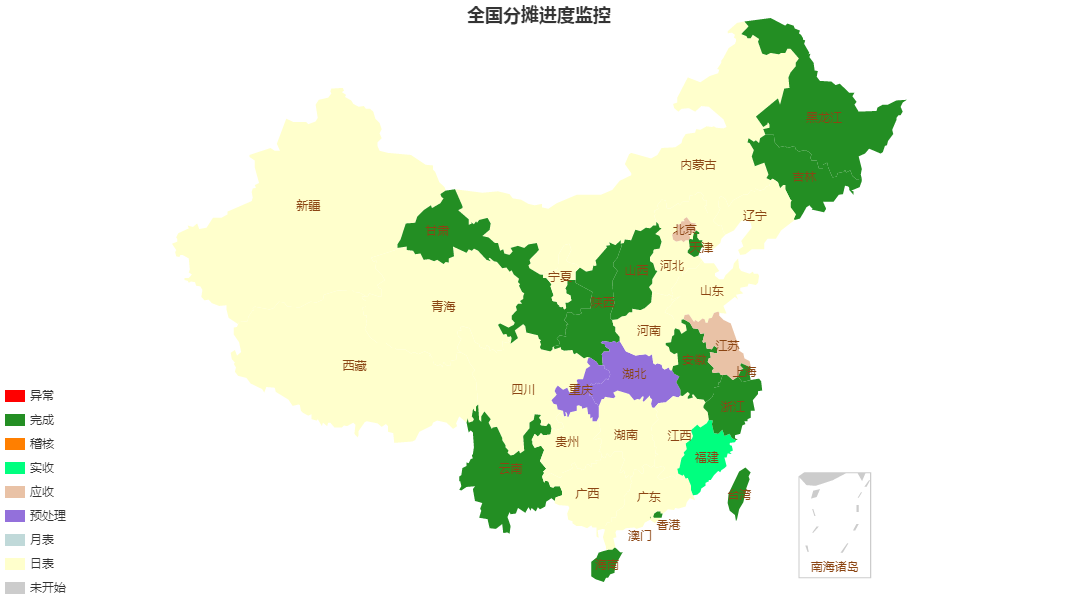 全国分摊进度监控
黑龙江
内蒙古
吉林
新疆
辽宁
甘肃
北京
天津
山西
河北
宁夏
山东
陕西
青海
河南
江苏
安徽
西藏
上海
湖北
四川
重庆
浙江
贵州
湖南
江西
福建
云南
广西
广东
台湾
香港
澳门
海南
南海诸岛
异常
完成
稽核
实收
应收
预处理
月表
日表
未开始